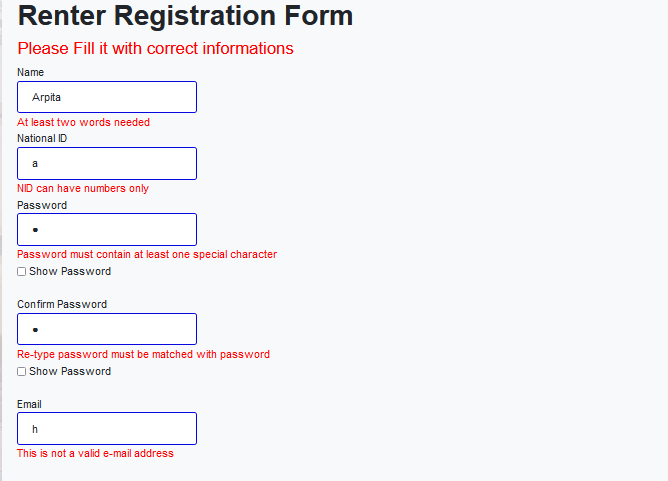 Renter Registration Form
Please Fill it with correct informations
Name
Arpita
At least two words needed
National ID
a
NID can have numbers only
Password
•
Password must contain at least one special character
Show Password
Confirm Password
•
Re-type password must be matched with password
Show Password
Email
h
This is not a valid e-mail address